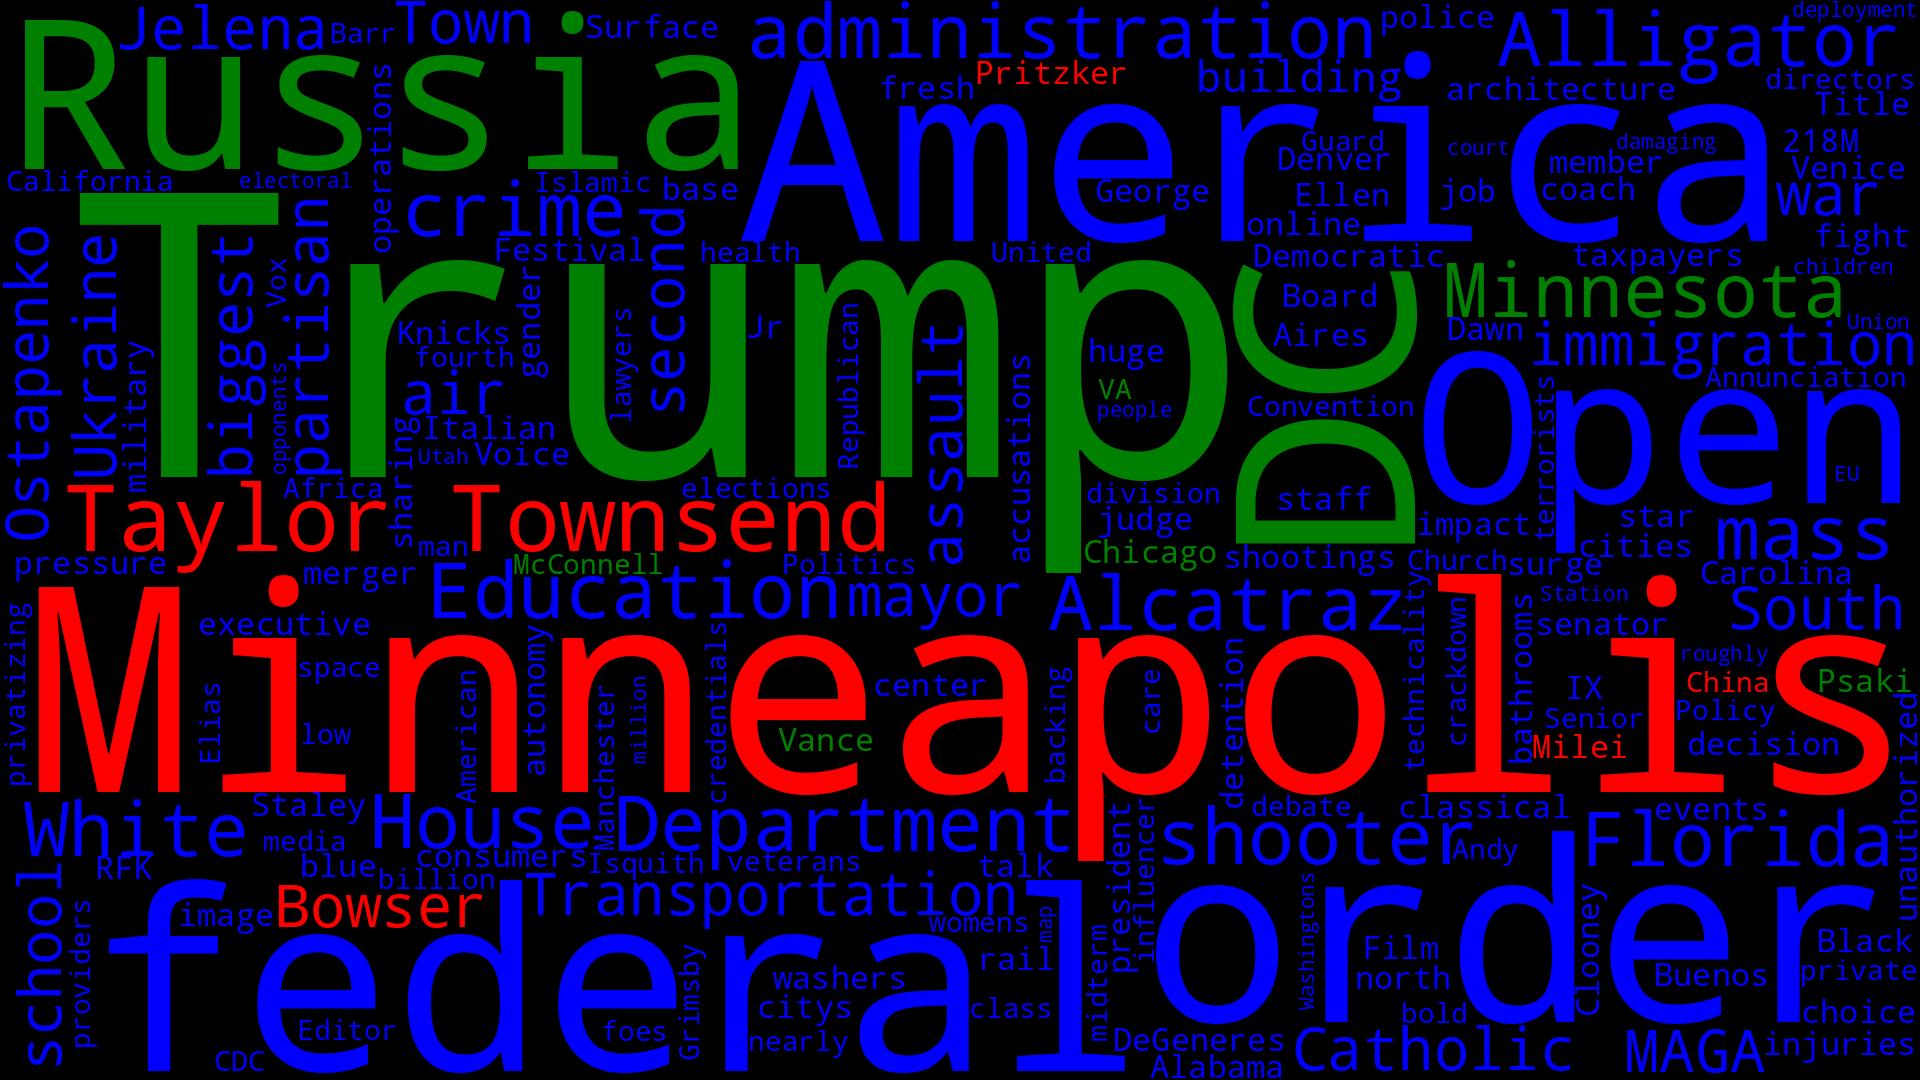 Jelena Barr Town Surface administration police Alligator deployment
Russia America
fresh Pritzker building architecture directors Title
operations Guard Denver court damaging member 218M Venice
California electoral Islamic base George Ellen job coach war
crime second online fight
Festival health United Democratic taxpayers children
Ostapenko Ukraine biggest Vox partisan Trump DC Minnesota
military Knicks fourth gender lawyers Jr Republican assault accusations huge VA people Board Aires Dawn immigration Union
opponents air sharing Italian Utah Voice Convention Open terrorists Annunciation EU
Africa elections division judge staff impact star cities mass
Taylor Townsend
pressure man merger McConnell Politics Chicago shootings Church surge Carolina
Education mayor Alcatraz Station senator South
privatizing executive Minneapolis
space autonomy credentials center backing care detention technicality crackdown bathrooms roughly IX China Psaki
Elias low American Manchester million Vance Senior Policy Milei decision unauthorized
White Staley House Department debate classical events
media shooter Andy Florida
RFK blue consumers Isquith veterans talk president influencer
billion
school image Bowser Transportation womens map Washingtons Clooney Black
providers federal order
Grimsby washers rail midterm Film north Buenos private
citys class bold choice
Editor foes nearly DeGeneres Catholic MAGA injuries
CDC Alabama